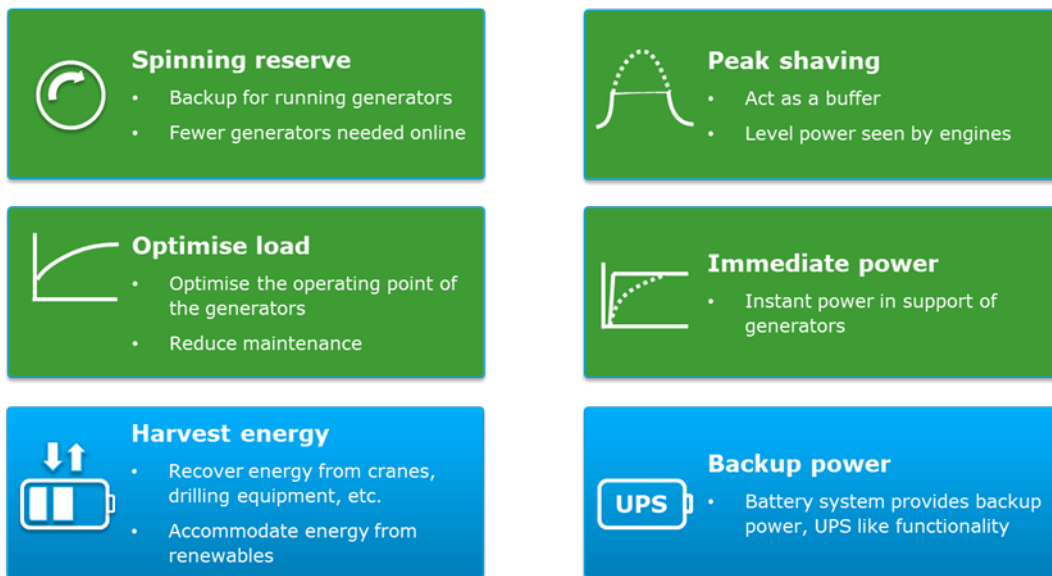 Spinning reserve
• Backup for running generators
• Fewer generators needed online
Peak shaving
• Act as a buffer
• Level power seen by engines
Optimise load
• Optimise the operating point of
the generators
• Reduce maintenance
Immediate power
• Instant power in support of
generators
Harvest energy
• Recover energy from cranes,
drilling equipment, etc.
• Accommodate energy from
renewables
UPS
Backup power
• Battery system provides backup
power, UPS like functionality